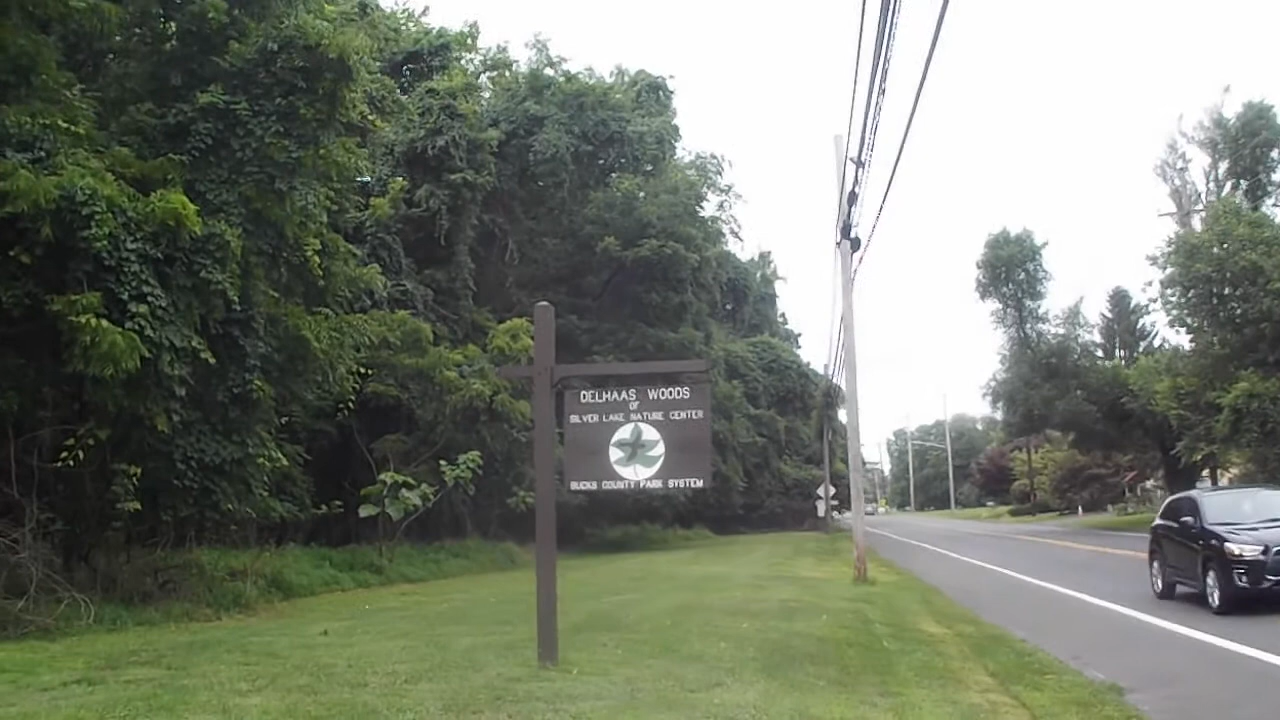 DELHAAS WOODS
OF
SILVER LAKE NATURE CENTER
BUCKS COUNTY PARK SYSTEM